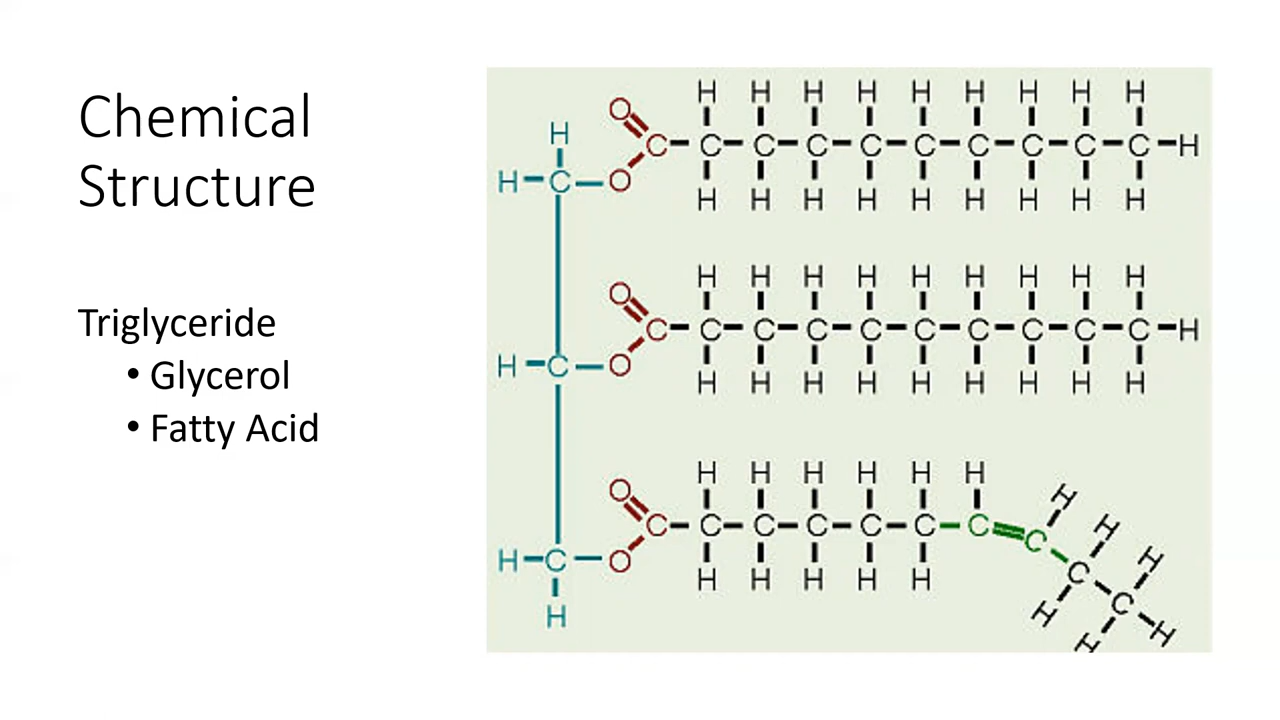 Chemical
Structure
Triglyceride
• Glycerol
• Fatty Acid
H H H H H H H H H
O
H
C C C C C C C C C C H
H C O
H H H H H H H H H
H H H H H H H H H
O
C C C C C C C C C C H
H C O
H H H H H H H H H
H H H H H H
O H
H
C C C C C C C C
H
H C O C
H H H H H C
H H H
H